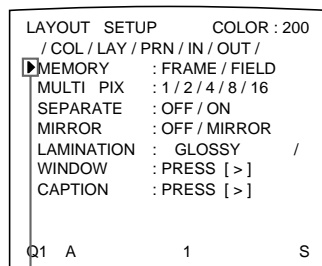 LAYOUT SETUP COLOR : 200
/ COL / LAY / PRN / IN / OUT /
MEMORY : FRAME / FIELD
MULTI PIX : 1 / 2 / 4 / 8 / 16
SEPARATE : OFF / ON
MIRROR : OFF / MIRROR
LAMINATION : GLOSSY /
WINDOW : PRESS [ > ]
CAPTION : PRESS [ > ]
Q1 A 1 S